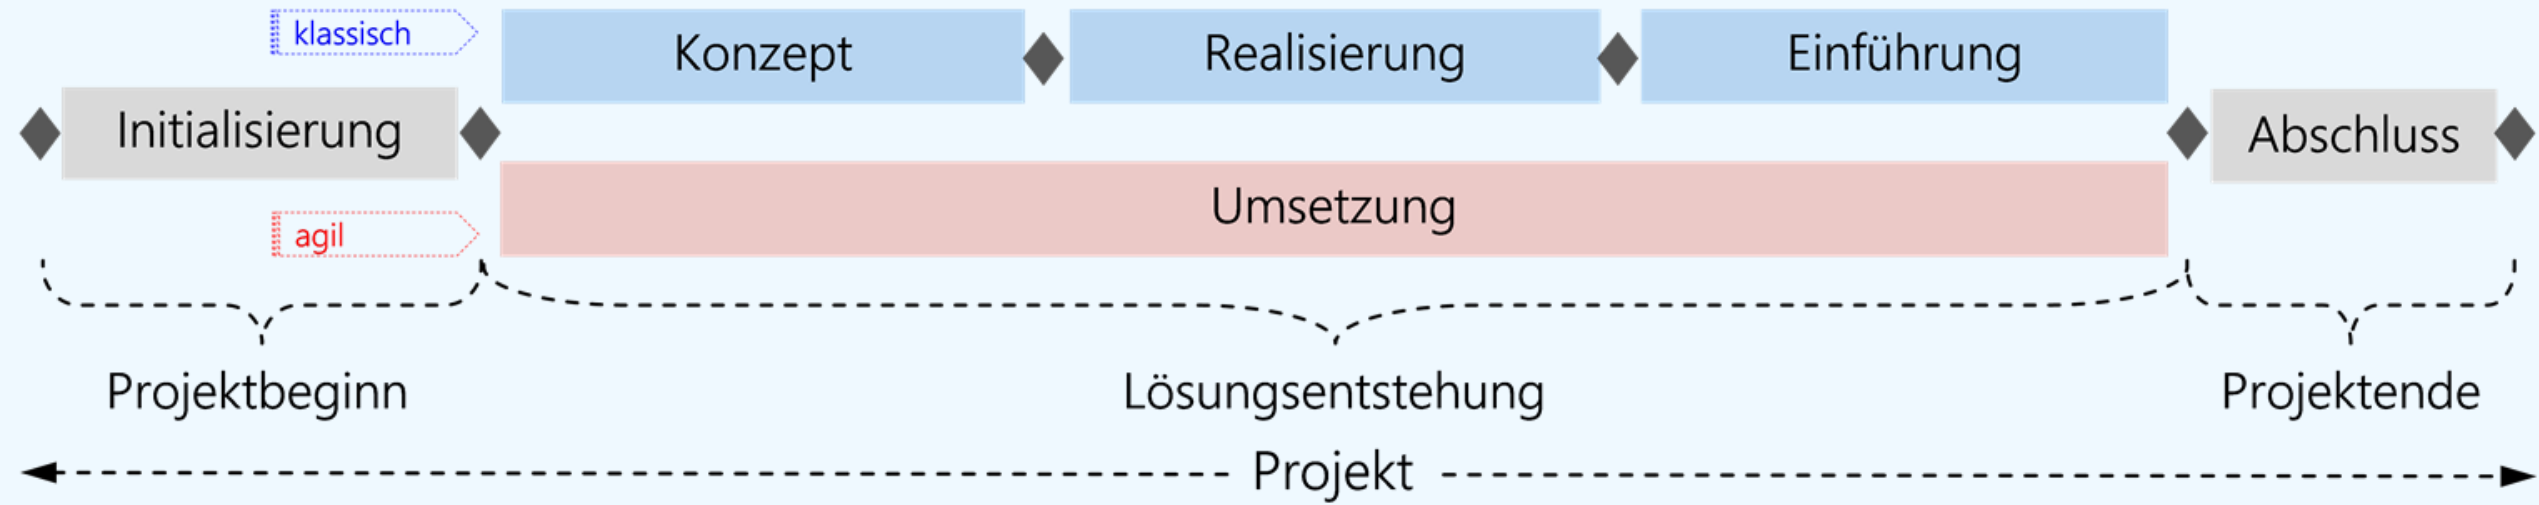 klassisch
Konzept
Realisierung
Einführung
Initialisierung
Abschluss
Umsetzung
agil
Projektbeginn
Lösungsentstehung
Projektende
Projekt